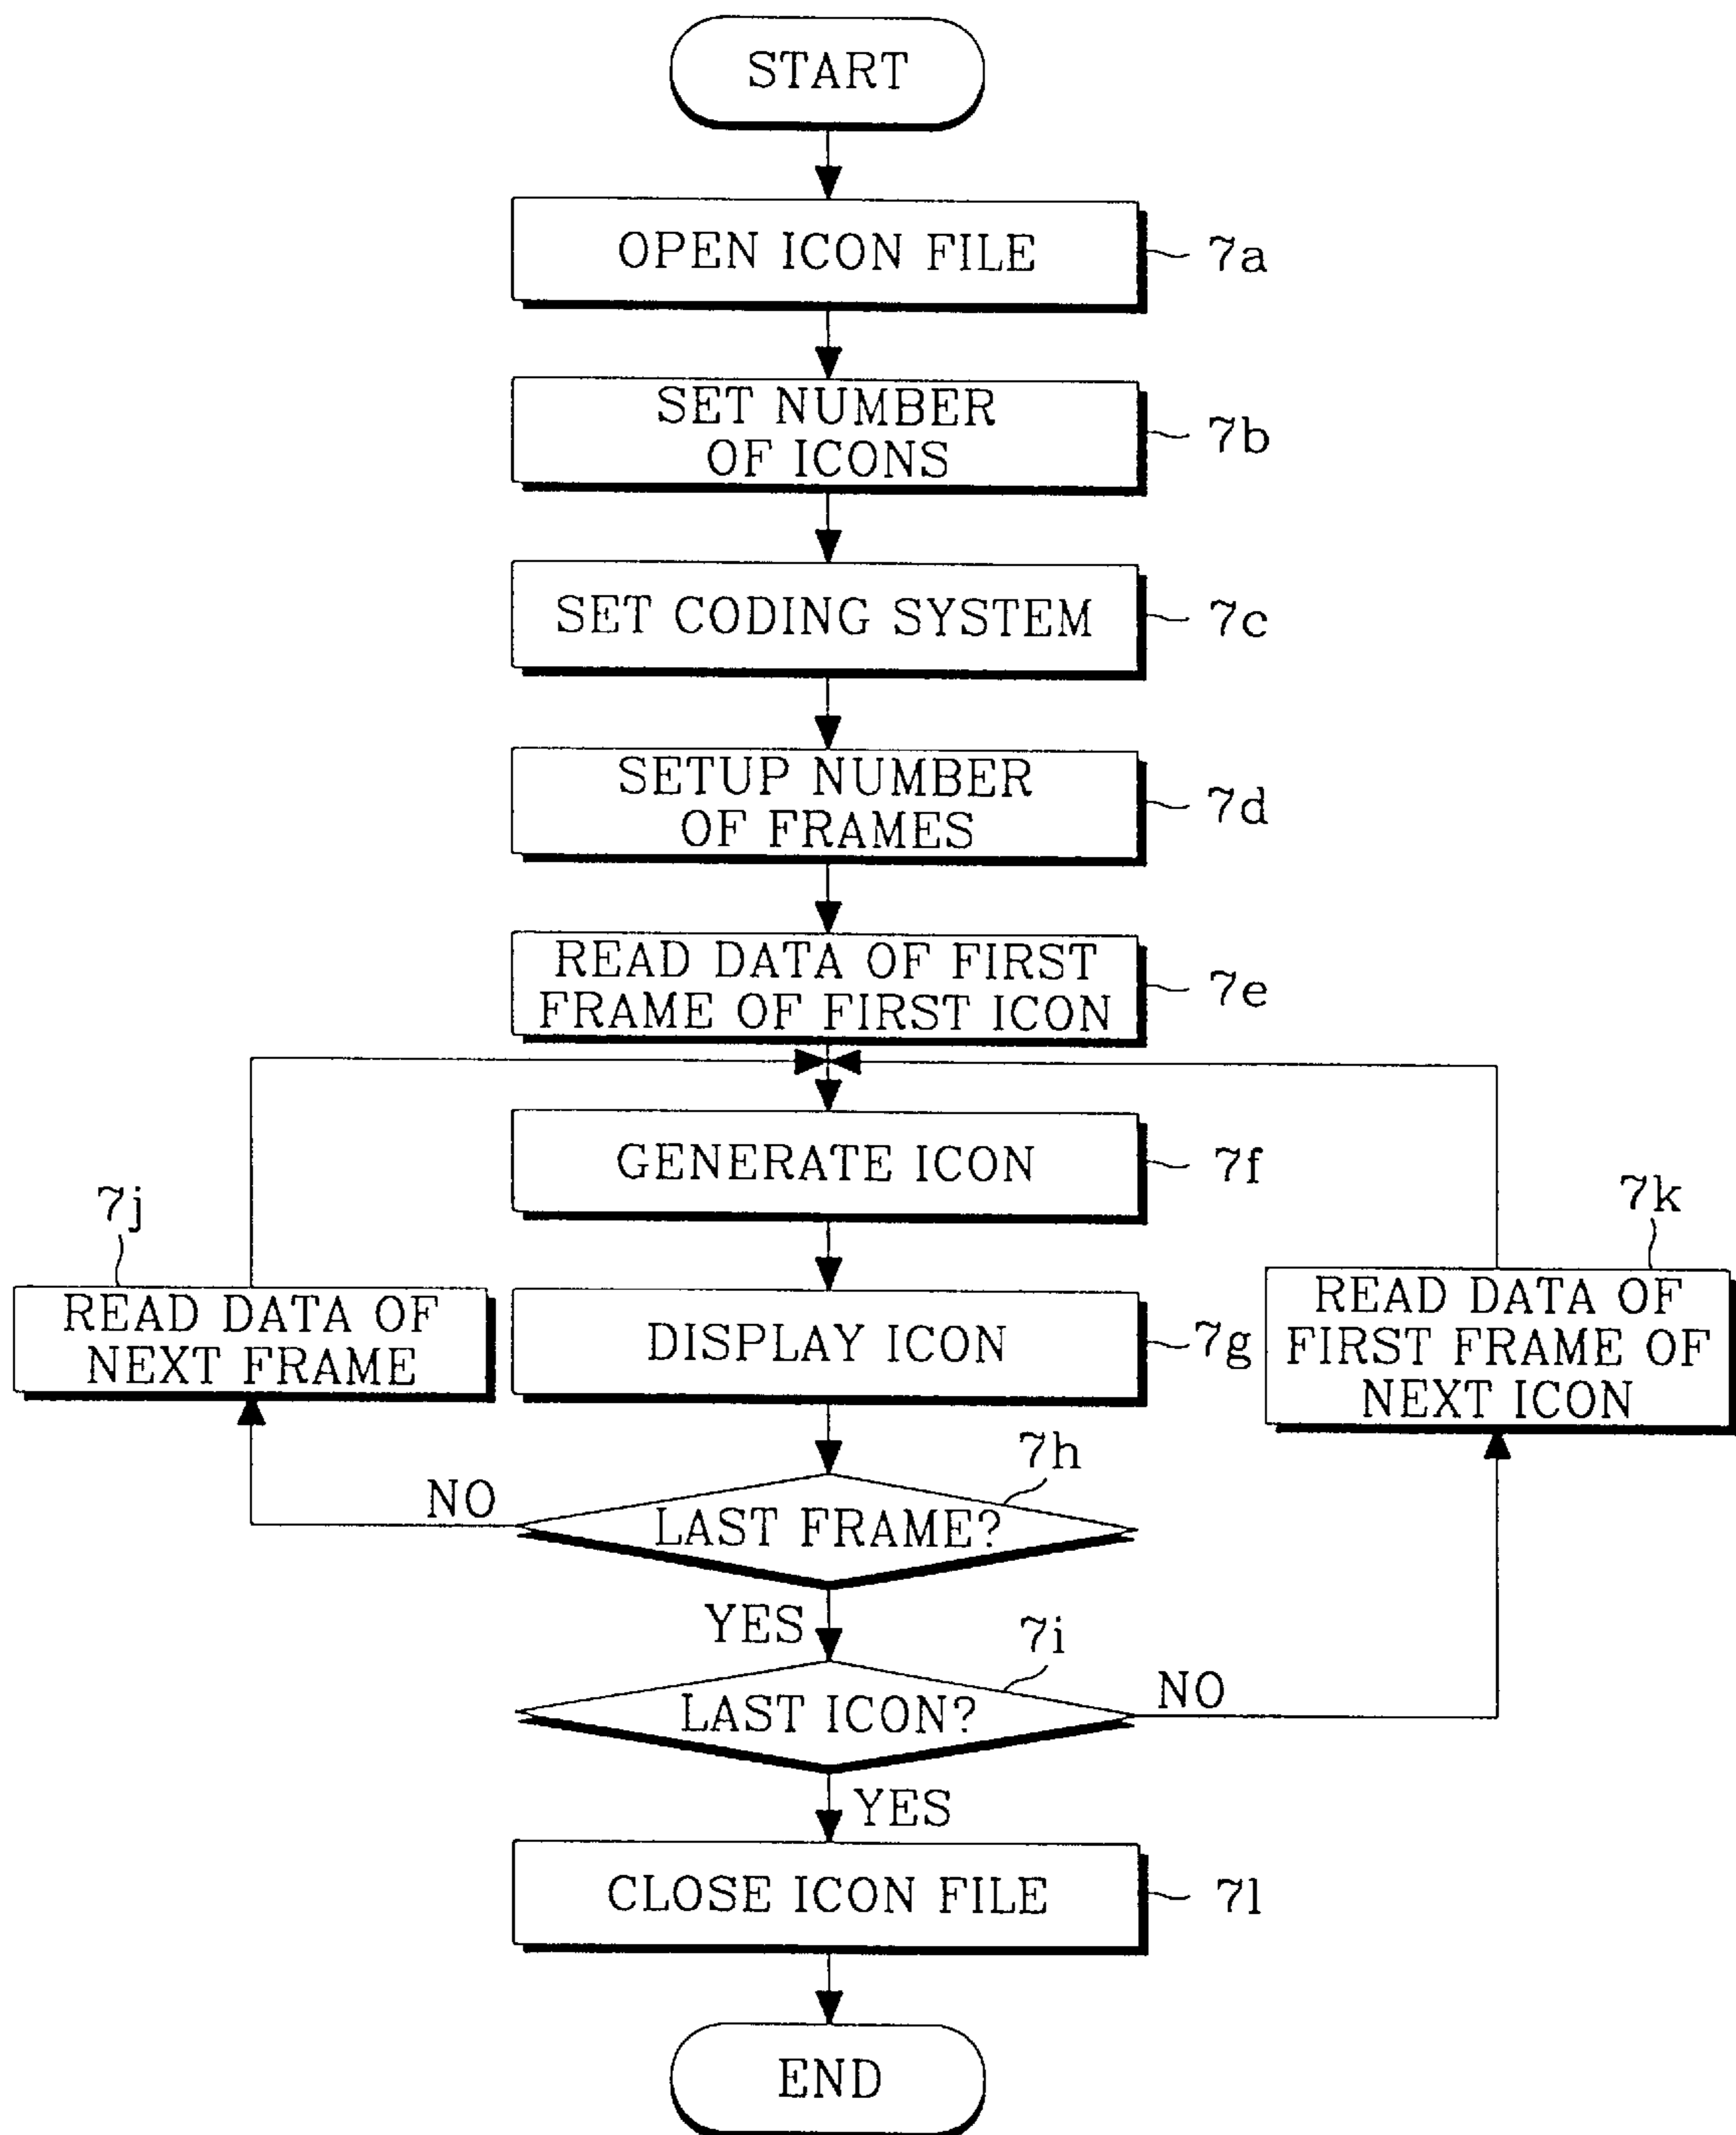 START
OPEN ICON FILE
7a
SET NUMBER
OF ICONS
7b
SET CODING SYSTEM
7c
SETUP NUMBER
OF FRAMES
7d
READ DATA OF FIRST
FRAME OF FIRST ICON
7e
GENERATE ICON
7f
7j
READ DATA OF
NEXT FRAME
DISPLAY ICON
7g
7k
READ DATA OF
FIRST FRAME OF
NEXT ICON
7h
NO
LAST FRAME?
YES
7i
LAST ICON?
NO
YES
CLOSE ICON FILE
7l
END